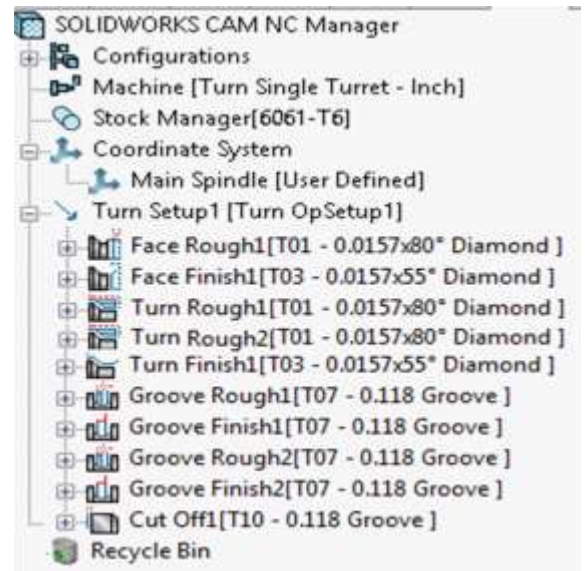 SOLIDWORKS CAM NC Manager
Configurations
Machine [Turn Single Turret - Inch]
Stock Manager[6061-T6]
Coordinate System
Main Spindle [User Defined]
Turn Setup1 [Turn OpSetup1]
Face Rough1[T01 - 0.0157x80° Diamond ]
Face Finish1[T03 - 0.0157x55° Diamond ]
Turn Rough1[T01 - 0.0157x80° Diamond ]
Turn Rough2[T01 - 0.0157x80° Diamond ]
Turn Finish1[T03 - 0.0157x55° Diamond ]
Groove Rough1[T07 - 0.118 Groove ]
Groove Finish1[T07 - 0.118 Groove ]
Groove Rough2[T07 - 0.118 Groove ]
Groove Finish2[T07 - 0.118 Groove ]
Cut Off1[T10 - 0.118 Groove ]
Recycle Bin